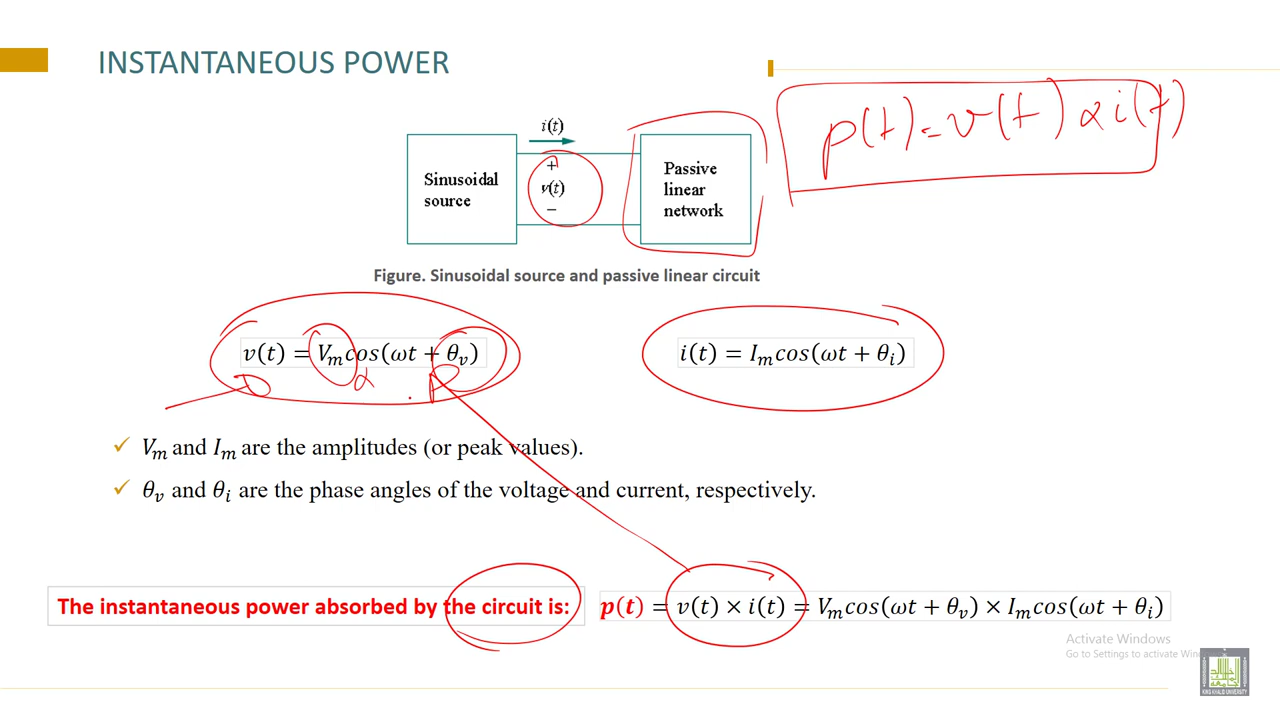 INSTANTANEOUS POWER
p(t) = v(t) x i(t)
i(t)
+
v(t)
−
Sinusoidal
source
Passive
linear
network
Figure. Sinusoidal source and passive linear circuit
v(t) = Vₘcos(ωt + θᵥ)
i(t) = Iₘcos(ωt + θᵢ)
✓ Vₘ and Iₘ are the amplitudes (or peak values).
✓ θᵥ and θᵢ are the phase angles of the voltage and current, respectively.
The instantaneous power absorbed by the circuit is:
p(t) = v(t) × i(t) = Vₘcos(ωt + θᵥ) × Iₘcos(ωt + θᵢ)
Activate Windows
Go to Settings to activate
KING KHALID UNIVERSITY